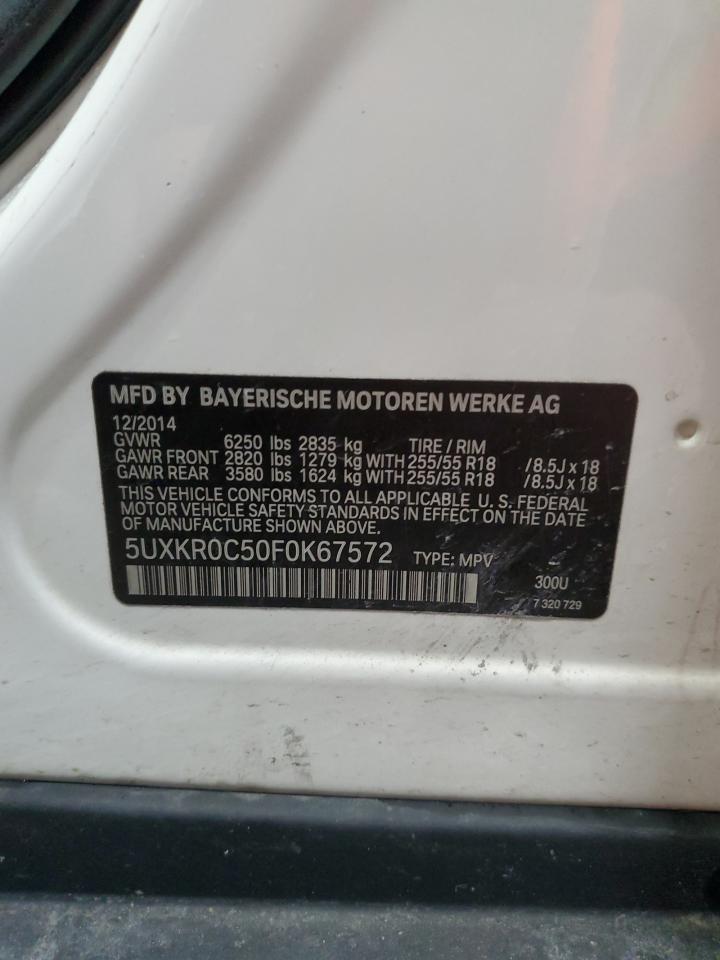 MFD BY BAYERISCHE MOTOREN WERKE AG
12/2014
GVWR 6250 lbs 2835 kg TIRE / RIM
GAWR FRONT 2820 lbs 1279 kg WITH 255/55 R18 /8.5J x 18
GAWR REAR 3580 lbs 1624 kg WITH 255/55 R18 /8.5J x 18
THIS VEHICLE CONFORMS TO ALL APPLICABLE U. S. FEDERAL
MOTOR VEHICLE SAFETY STANDARDS IN EFFECT ON THE DATE
OF MANUFACTURE SHOWN ABOVE.
5UXKR0C50F0K67572 TYPE: MPV
300U
7 320 729